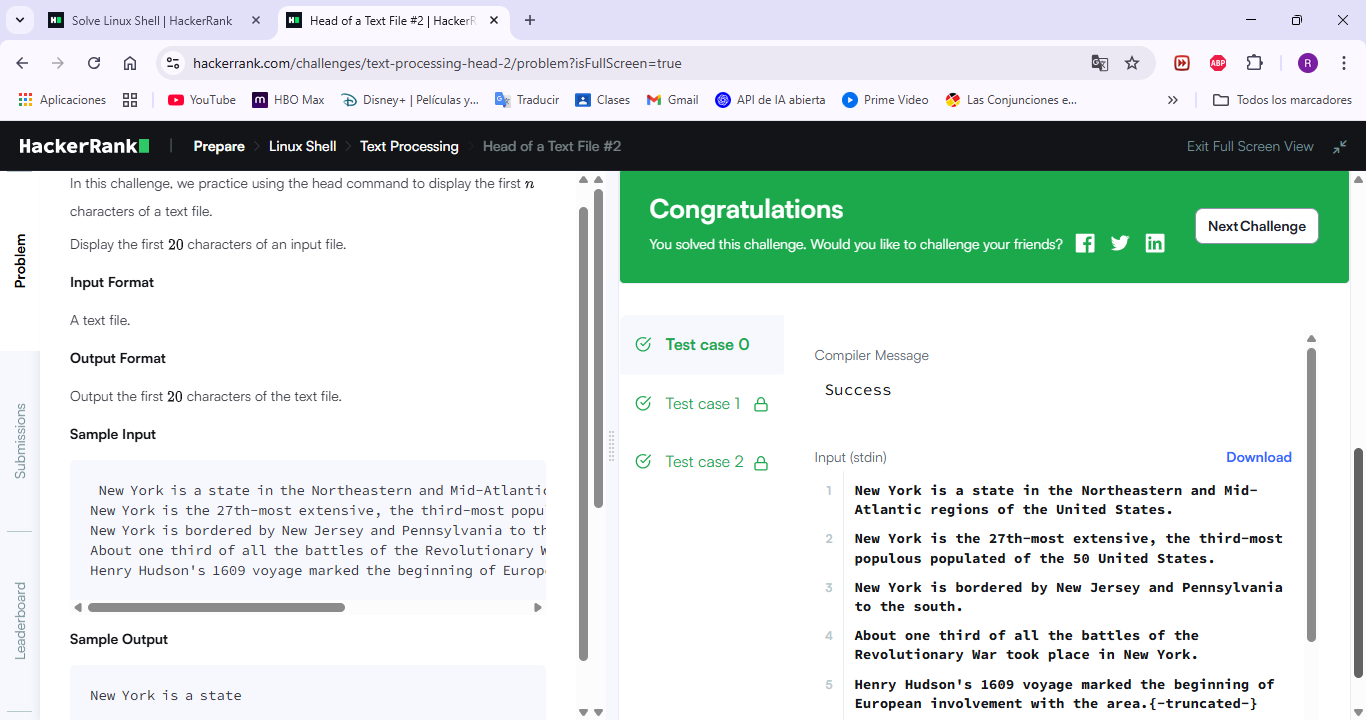 Solve Linux Shell | HackerRank
Head of a Text File #2 | HackerR
hackerrank.com/challenges/text-processing-head-2/problem?isFullScreen=true
ABP
R
Aplicaciones
YouTube
HBO Max
Disney+ | Películas y...
Traducir
Clases
Gmail
API de IA abierta
Prime Video
Las Conjunciones e...
Todos los marcadores
HackerRank
Prepare
Linux Shell
Text Processing
Head of a Text File #2
Exit Full Screen View
Problem
Submissions
Leaderboard
In this challenge, we practice using the head command to display the first n
characters of a text file.
Display the first 20 characters of an input file.
Input Format
A text file.
Output Format
Output the first 20 characters of the text file.
Sample Input
New York is a state in the Northeastern and Mid-Atlantic
New York is the 27th-most extensive, the third-most popu
New York is bordered by New Jersey and Pennsylvania to th
About one third of all the battles of the Revolutionary W
Henry Hudson's 1609 voyage marked the beginning of Europ
Sample Output
New York is a state
Congratulations
You solved this challenge. Would you like to challenge your friends?
Next Challenge
Test case 0
Test case 1
Test case 2
Compiler Message
Success
Input (stdin)
Download
1 New York is a state in the Northeastern and Mid-
Atlantic regions of the United States.
2 New York is the 27th-most extensive, the third-most
populous populated of the 50 United States.
3 New York is bordered by New Jersey and Pennsylvania
to the south.
4 About one third of all the battles of the
Revolutionary War took place in New York.
5 Henry Hudson's 1609 voyage marked the beginning of
European involvement with the area.{-truncated-}